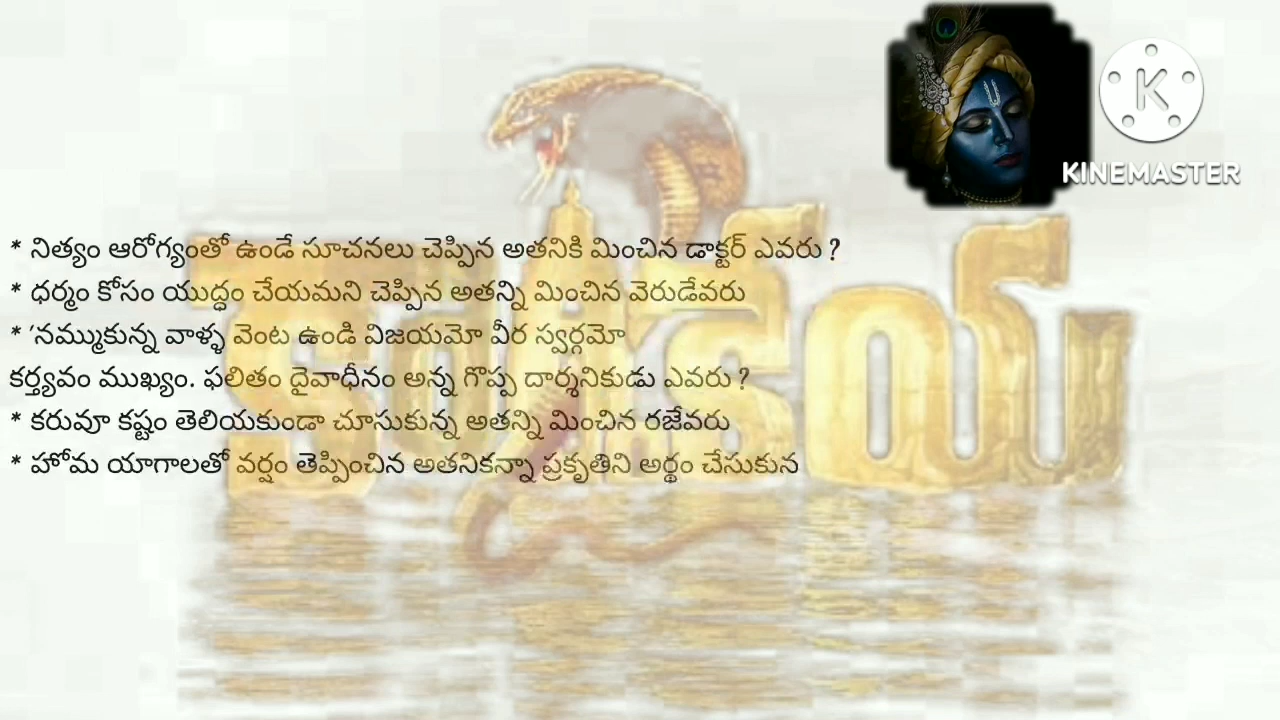 K
KINEMASTER
* నిత్యం ఆరోగ్యంతో ఉండే సూచనలు చెప్పిన అతనికి మించిన డాక్టర్ ఎవరు ?
* ధర్మం కోసం యుద్ధం చేయమని చెప్పిన అతన్ని మించిన వెరుడేవరు
* ‘నమ్ముకున్న వాళ్ళ వెంట ఉండి విజయమో వీర స్వర్గమో
కర్త్యవం ముఖ్యం. ఫలితం దైవాధీనం అన్న గొప్ప దార్శనికుడు ఎవరు ?
* కరువూ కష్టం తెలియకుండా చూసుకున్న అతన్ని మించిన రజేవరు
* హోమ యాగాలతో వర్షం తెప్పించిన అతనికన్నా ప్రకృతిని అర్థం చేసుకున
కార్తికేయ